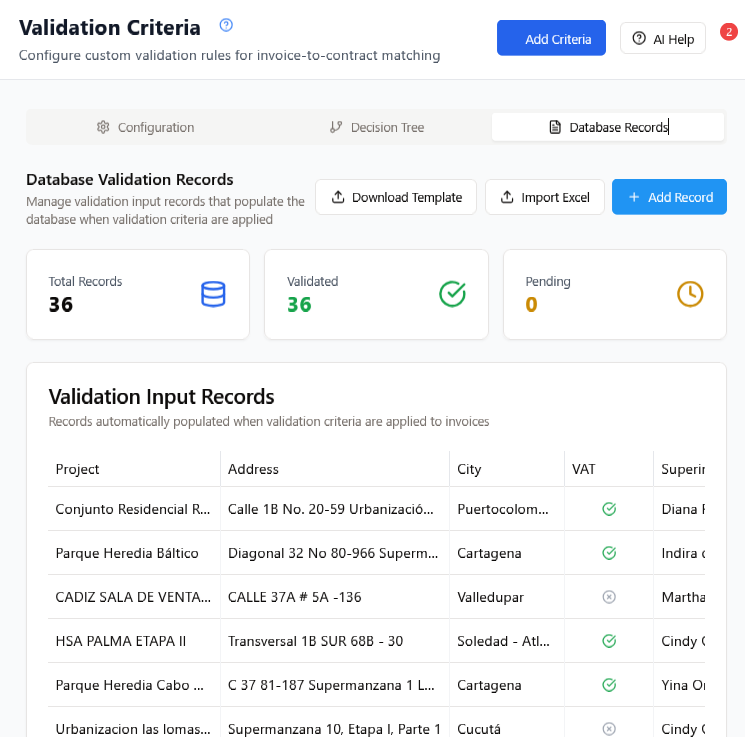 Validation Criteria
Configure custom validation rules for invoice-to-contract matching
Add Criteria
AI Help
2
Configuration
Decision Tree
Database Records
Database Validation Records
Manage validation input records that populate the
database when validation criteria are applied
Download Template
Import Excel
Add Record
Total Records
36
Validated
36
Pending
0
Validation Input Records
Records automatically populated when validation criteria are applied to invoices
Project Address City VAT
Conjunto Residencial R... Calle 1B No. 20-59 Urbanizació... Puertocolom... Diana
Parque Heredia Báltico Diagonal 32 No 80-966 Superm... Cartagena Indira
CADIZ SALA DE VENTA... CALLE 37A # 5A -136 Valledupar Martha
HSA PALMA ETAPA II Transversal 1B SUR 68B - 30 Soledad - Atl... Cindy
Parque Heredia Cabo ... C 37 81-187 Supermanzana 1 L... Cartagena Yina
Urbanizacion las lomas... Supermanzana 10, Etapa I, Parte 1 Cucutá Cindy